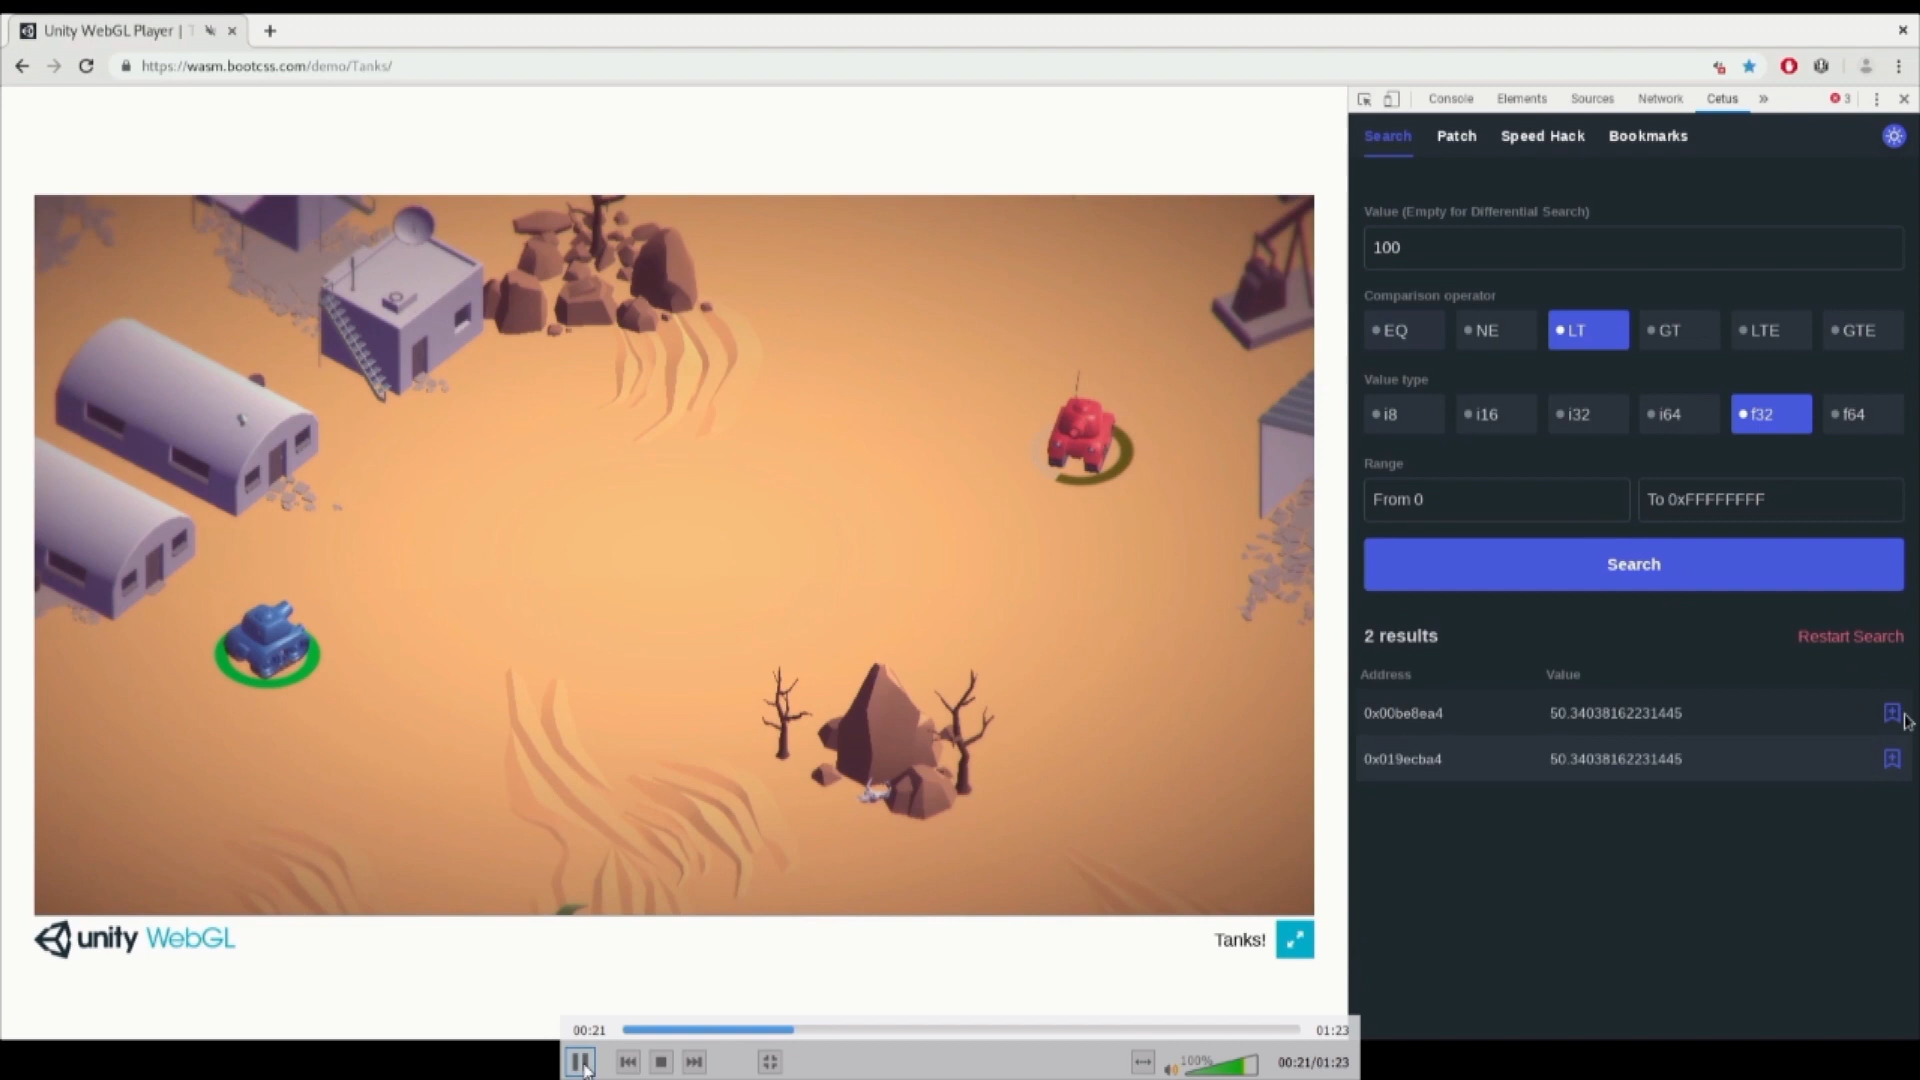 Unity WebGL Player |
https://wasm.bootcss.com/demo/Tanks/
Console Elements Sources Network Cetus » 3
Search Patch Speed Hack Bookmarks
Value (Empty for Differential Search)
100
Comparison operator
EQ NE LT GT LTE GTE
Value type
i8 i16 i32 i64 f32 f64
Range
From 0 To 0xFFFFFFFF
Search
2 results Restart Search
Address Value
0x00be8ea4 50.34038162231445
0x019ecba4 50.34038162231445
unity WebGL
Tanks!
00:21 01:23
100% 00:21/01:23